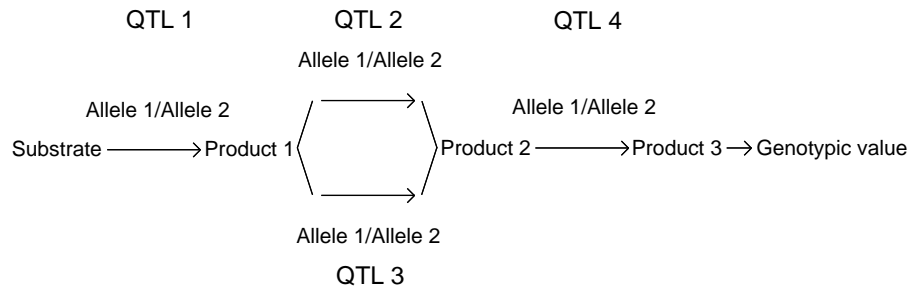 QTL 1 QTL 2 QTL 4
Allele 1/Allele 2
Allele 1/Allele 2 Allele 1/Allele 2
Substrate Product 1 Product 2 Product 3 Genotypic value
Allele 1/Allele 2
QTL 3